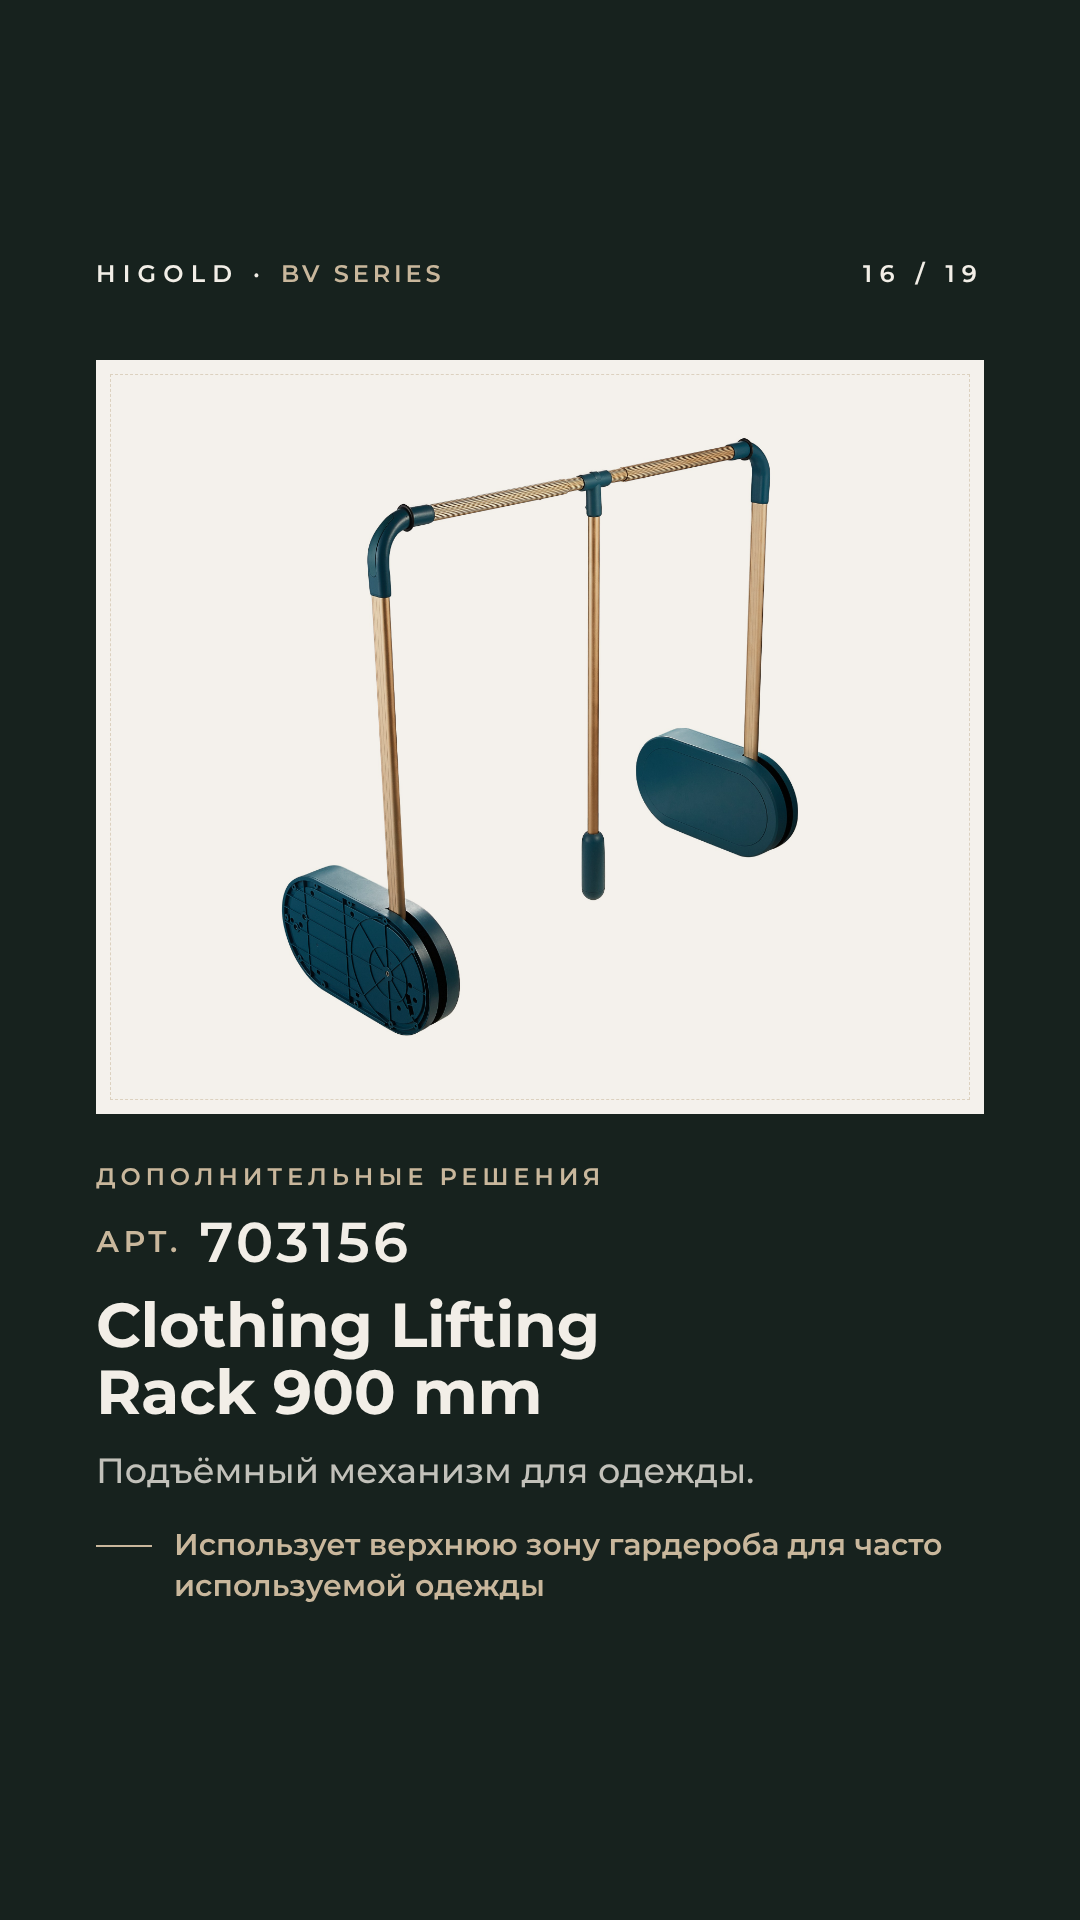 HIGOLD · BV SERIES
16 / 19
ДОПОЛНИТЕЛЬНЫЕ РЕШЕНИЯ
АРТ. 703156
Clothing Lifting
Rack 900 mm
Подъёмный механизм для одежды.
Использует верхнюю зону гардероба для часто
используемой одежды